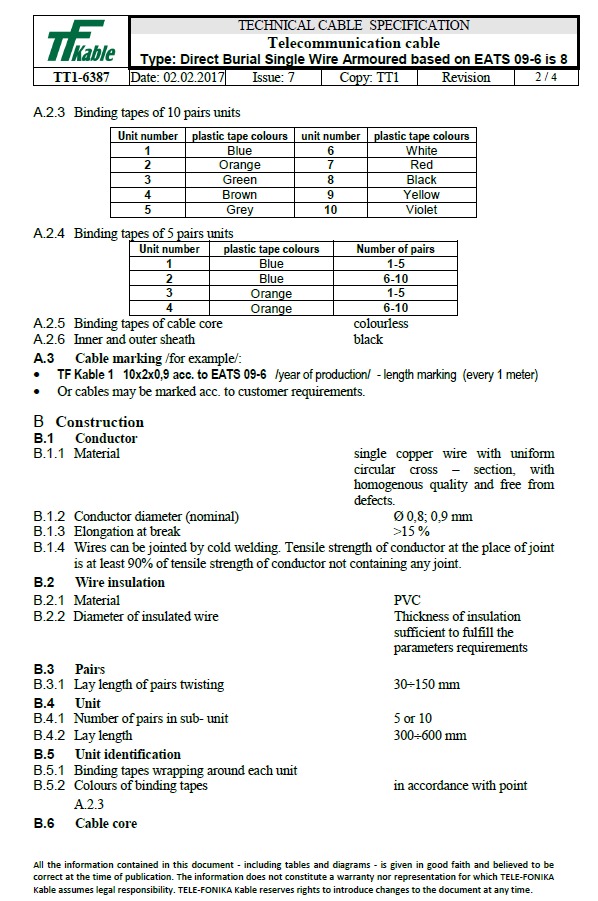 TF Kable
TECHNICAL CABLE SPECIFICATION
Telecommunication cable
Type: Direct Burial Single Wire Armoured based on EATS 09-6 is 8
TT1-6387 Date: 02.02.2017 Issue: 7 Copy: TT1 Revision 2 / 4
A.2.3 Binding tapes of 10 pairs units
Unit number plastic tape colours unit number plastic tape colours
1 Blue 6 White
2 Orange 7 Red
3 Green 8 Black
4 Brown 9 Yellow
5 Grey 10 Violet
A.2.4 Binding tapes of 5 pairs units
Unit number plastic tape colours Number of pairs
1 Blue 1-5
2 Blue 6-10
3 Orange 1-5
4 Orange 6-10
A.2.5 Binding tapes of cable core colourless
A.2.6 Inner and outer sheath black
A.3 Cable marking /for example/:
• TF Kable 1 10x2x0,9 acc. to EATS 09-6 /year of production/ - length marking (every 1 meter)
• Or cables may be marked acc. to customer requirements.
B Construction
B.1 Conductor
B.1.1 Material single copper wire with uniform
circular cross – section, with
homogenous quality and free from
defects.
B.1.2 Conductor diameter (nominal) Ø 0,8; 0,9 mm
B.1.3 Elongation at break >15 %
B.1.4 Wires can be jointed by cold welding. Tensile strength of conductor at the place of joint
is at least 90% of tensile strength of conductor not containing any joint.
B.2 Wire insulation
B.2.1 Material PVC
B.2.2 Diameter of insulated wire Thickness of insulation
sufficient to fulfill the
parameters requirements
B.3 Pairs
B.3.1 Lay length of pairs twisting 30÷150 mm
B.4 Unit
B.4.1 Number of pairs in sub- unit 5 or 10
B.4.2 Lay length 300÷600 mm
B.5 Unit identification
B.5.1 Binding tapes wrapping around each unit
B.5.2 Colours of binding tapes in accordance with point
A.2.3
B.6 Cable core
All the information contained in this document - including tables and diagrams - is given in good faith and believed to be
correct at the time of publication. The information does not constitute a warranty nor representation for which TELE-FONIKA
Kable assumes legal responsibility. TELE-FONIKA Kable reserves rights to introduce changes to the document at any time.